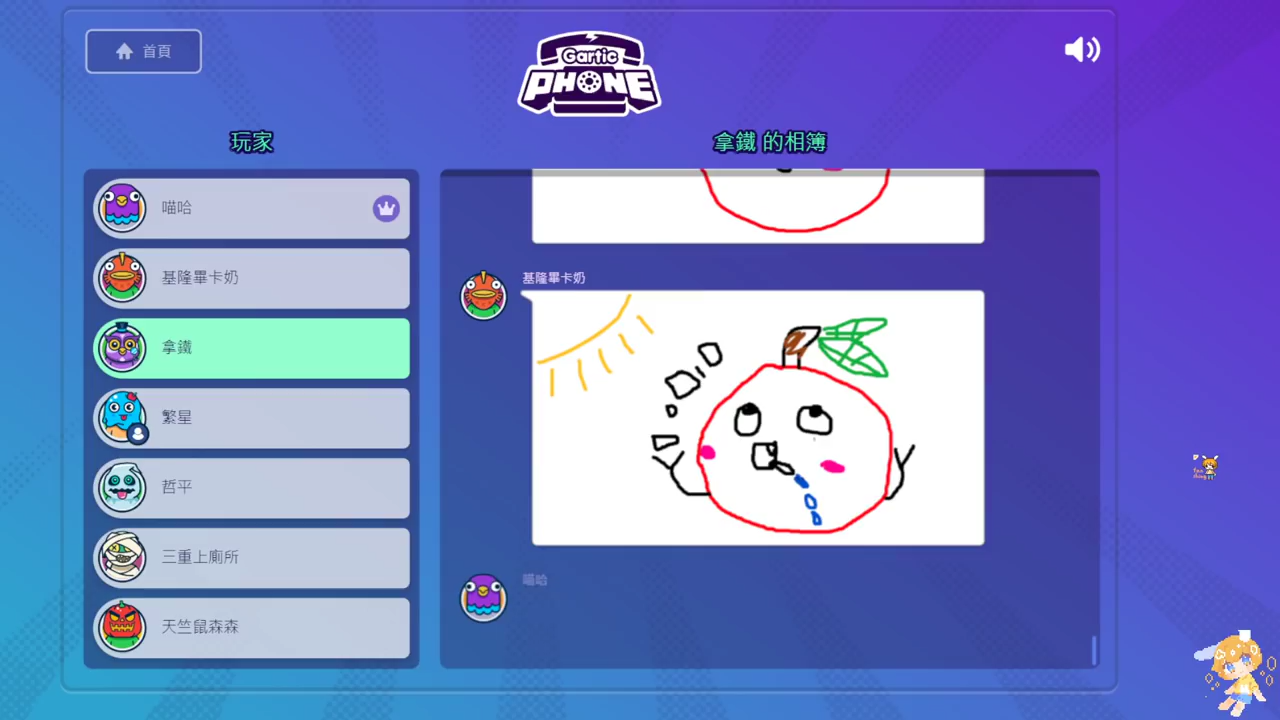 首頁
Gartic
PHONE
玩家
拿鐵 的相簿
喵哈
基隆畢卡奶
拿鐵
繁星
哲平
三重上廁所
天竺鼠森森
基隆畢卡奶
喵哈